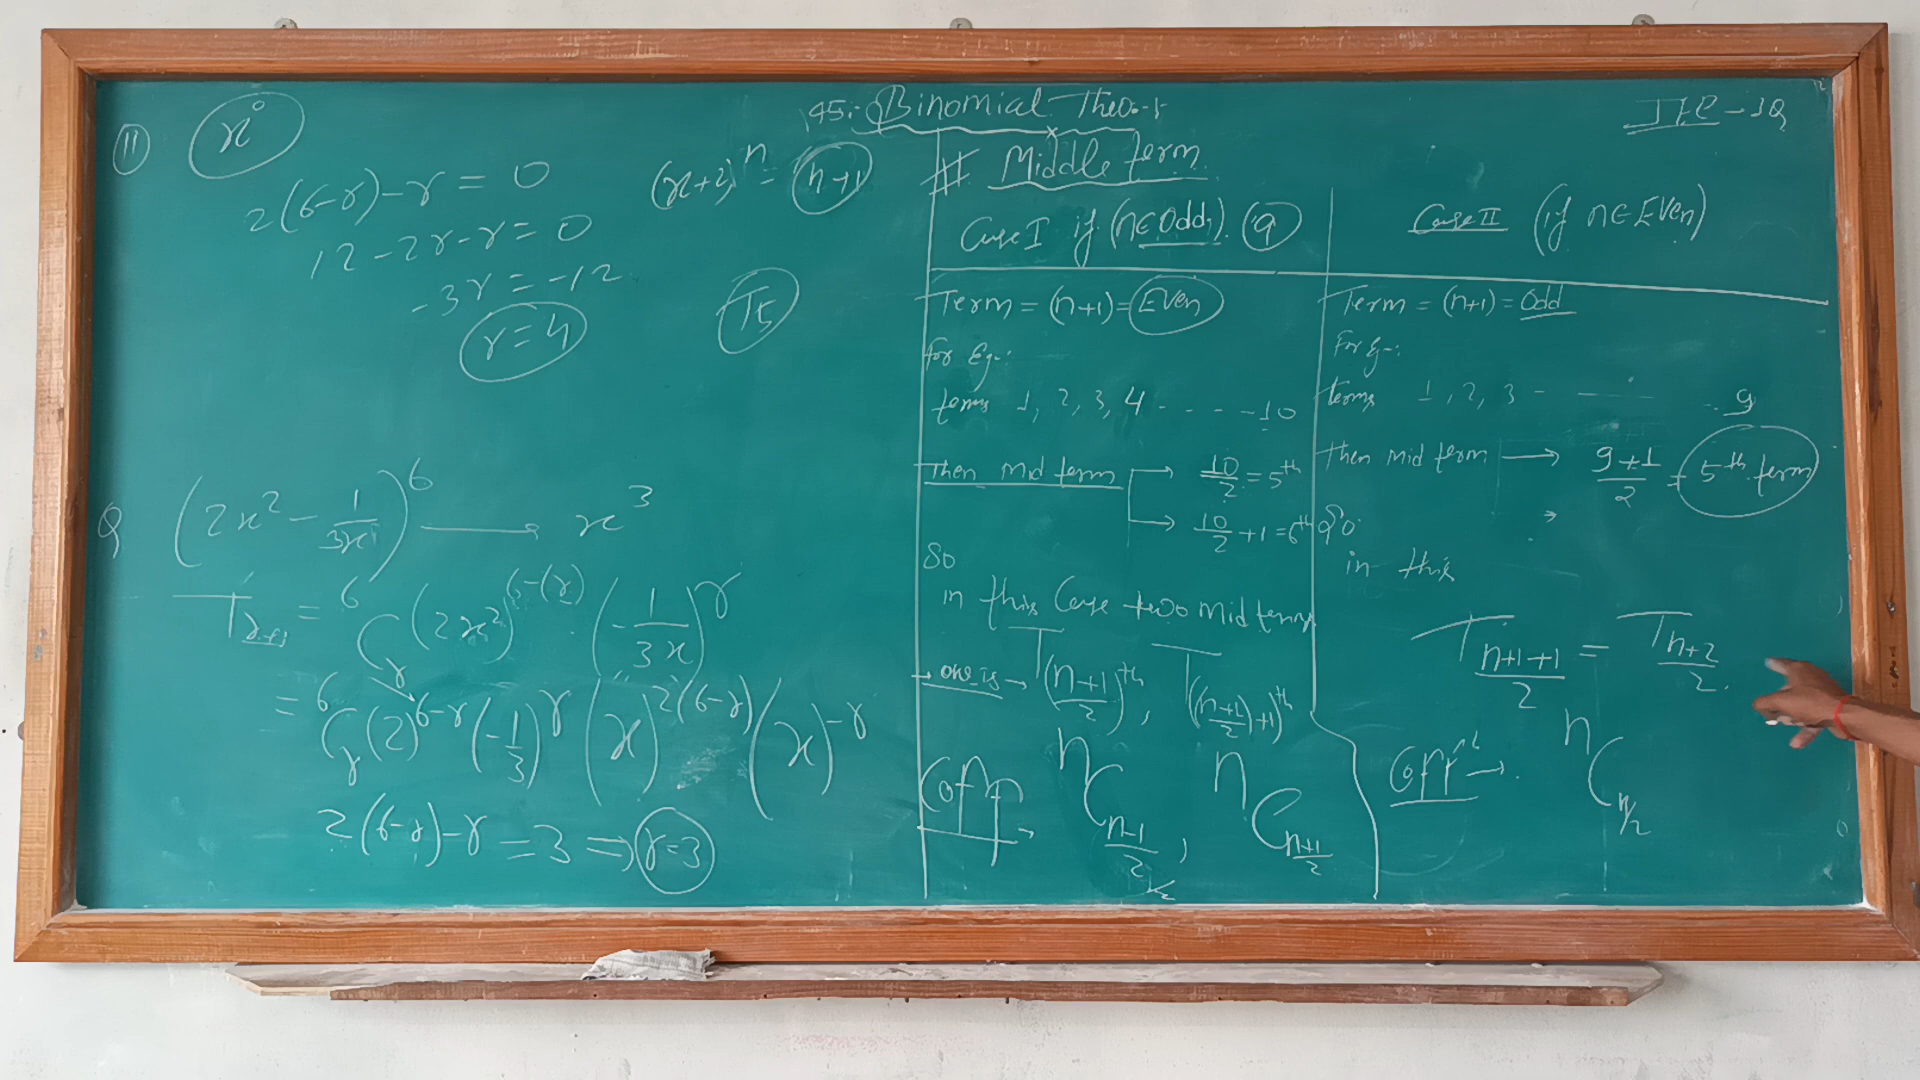 45:- Binomial Theo
(11) x°
2(6-r)-r = 0
12-2r-r = 0
-3r = -12
r = 4
T5
(x+2)^n = n+1
Q (2x² - 1/3x)^6 → x³
T_{r+1} = ⁶C_r (2x²)^{6-(r)} · (-1/3x)^r
= ⁶C_r (2)^{6-r} (-1/3)^r (x)^{2(6-r)} (x)^{-r}
2(6-r)-r = 3 ⇒ r=3
# Middle term
Case I if (n∈Odd). 9
Term = (n+1) = Even
for Eg-:
terms 1, 2, 3, 4 - - - - - 10
Then mid term → 10/2 = 5th
→ 10/2 + 1 = 6th
So
in this Case two mid terms
→ one is → T_{(n+1/2)}th, T_{((n+1/2)+1)}th
Coff → ⁿC_{n-1/2}, ⁿC_{n+1/2}
Case II (if n∈Even)
Term = (n+1) = Odd
For Eg-:
terms 1, 2, 3 - - - - 9
then mid term → 9+1/2 = 5th term
in this
T_{n+1+1/2} = T_{n+2/2}.
→. ⁿC_{n/2}